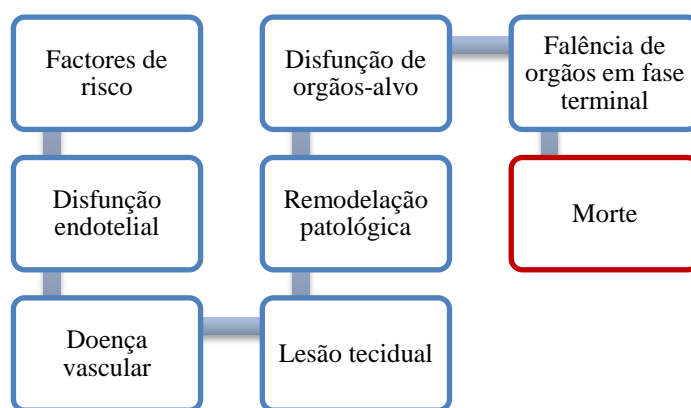 Factores de
risco
Disfunção
endotelial
Doença
vascular
Lesão tecidual
Remodelação
patológica
Disfunção de
orgãos-alvo
Falência de
orgãos em fase
terminal
Morte